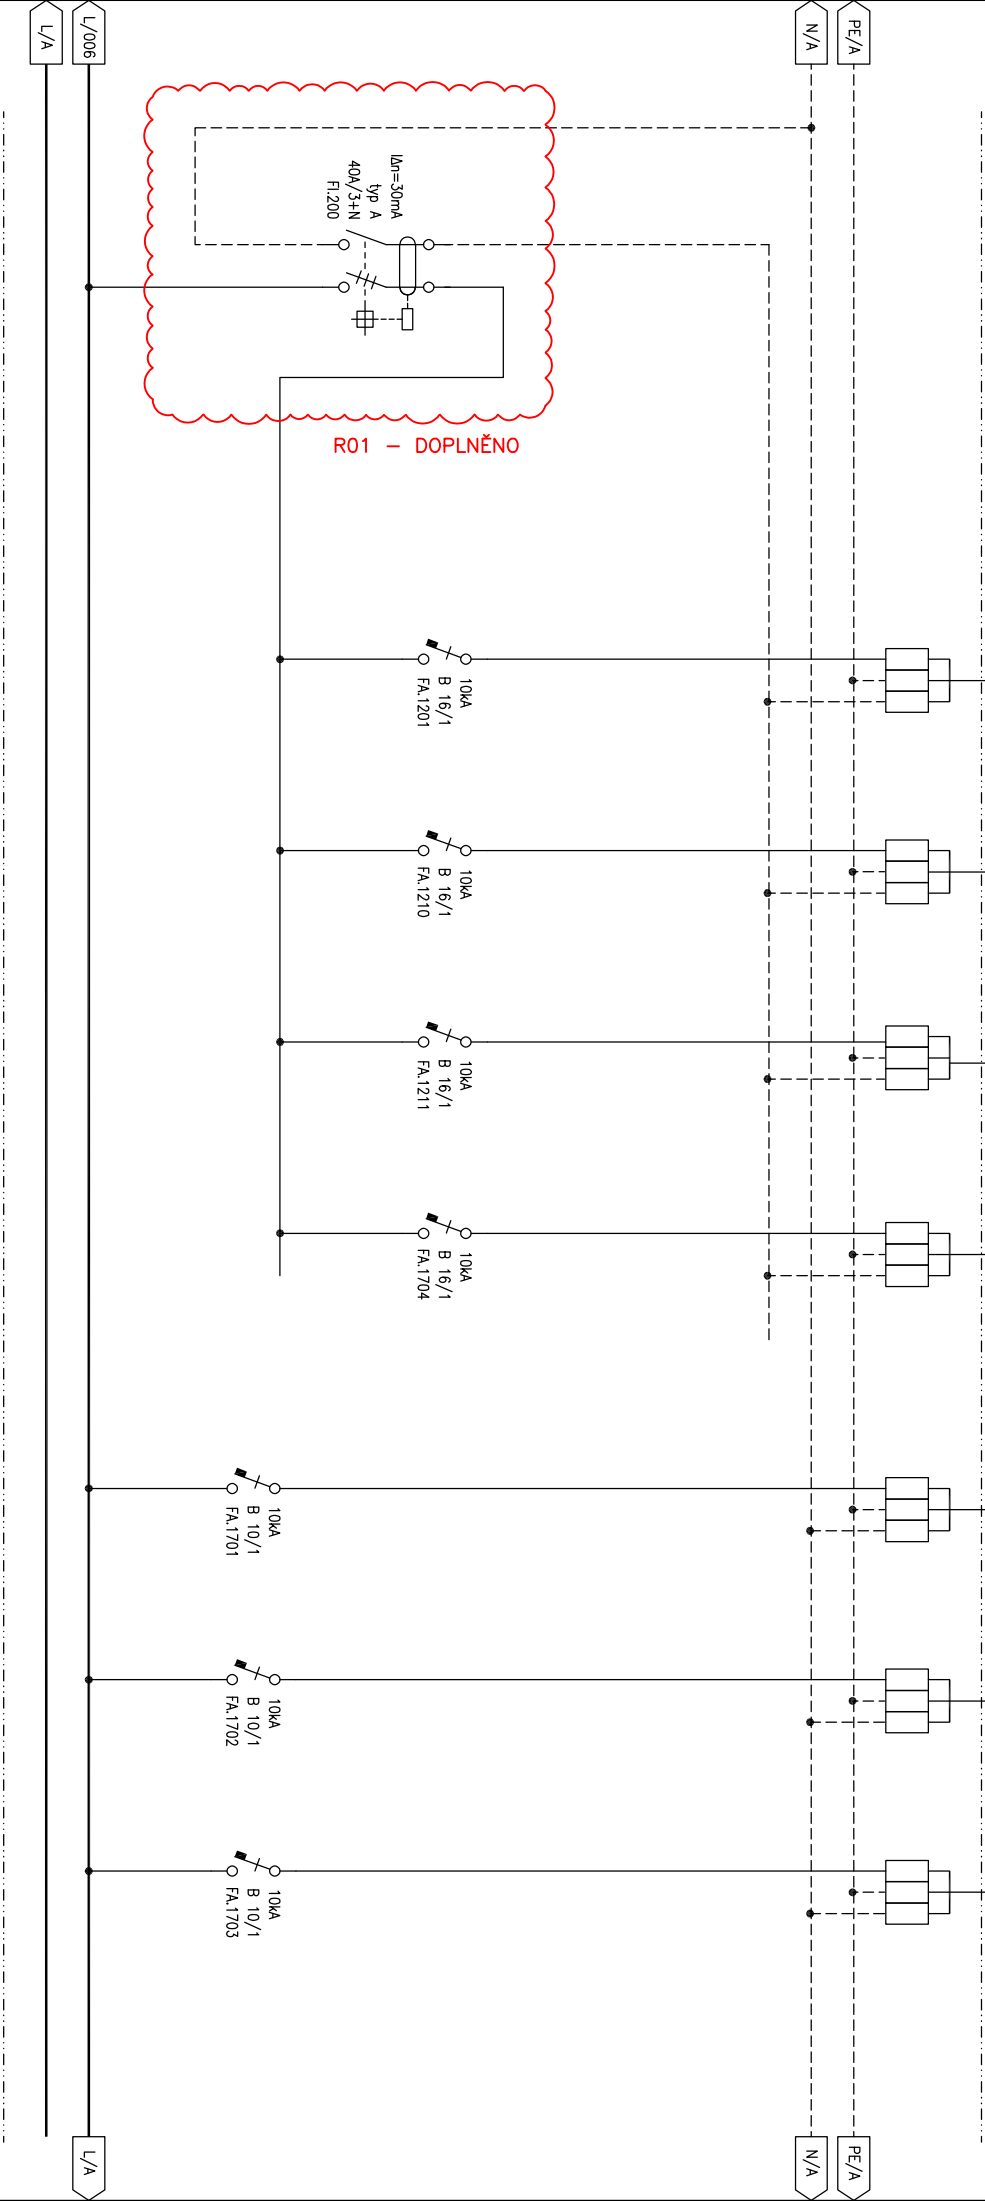 L/A
L/006
N/A
PE/A
I∆n=30mA
typ A
40A/3+N
FI.200
R01 – DOPLNĚNO
10kA
B 16/1
FA.1201
10kA
B 16/1
FA.1210
10kA
B 16/1
FA.1211
10kA
B 16/1
FA.1704
10kA
B 10/1
FA.1701
10kA
B 10/1
FA.1702
10kA
B 10/1
FA.1703
L/A
N/A
PE/A